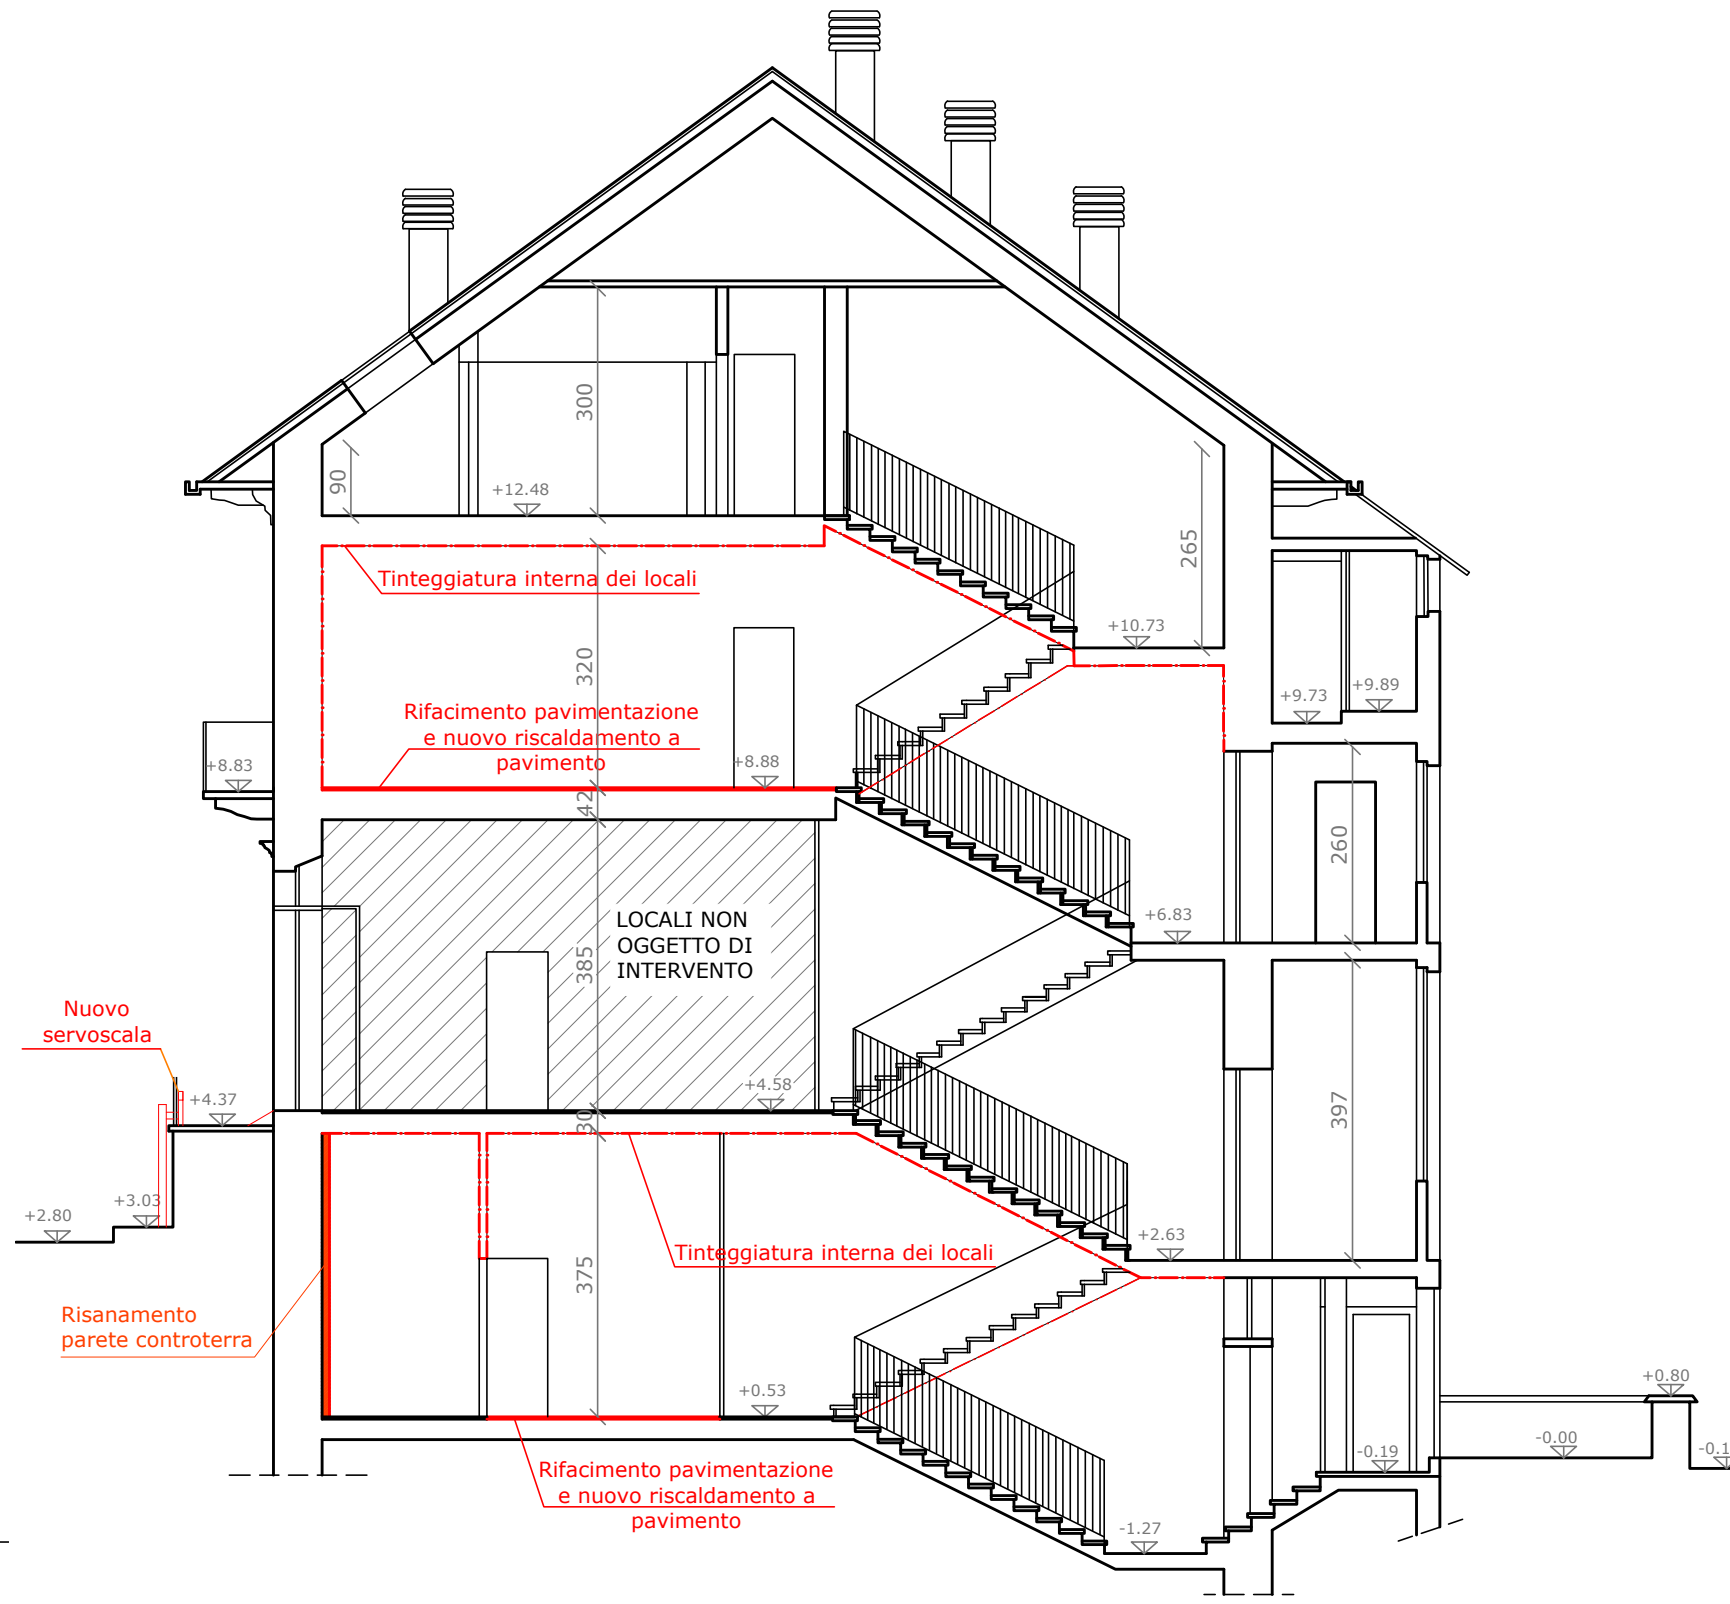 300
90
+12.48
265
Tinteggiatura interna dei locali
+10.73
320
+9.73
+9.89
Rifacimento pavimentazione
e nuovo riscaldamento a
pavimento
+8.83
+8.88
42
260
LOCALI NON
OGGETTO DI
INTERVENTO
385
+6.83
Nuovo
servoscala
+4.37
+4.58
30
397
+3.03
+2.80
+2.63
Tinteggiatura interna dei locali
375
Risanamento
parete controterra
+0.53
+0.80
-0.19
-0.00
-0.1
Rifacimento pavimentazione
e nuovo riscaldamento a
pavimento
-1.27